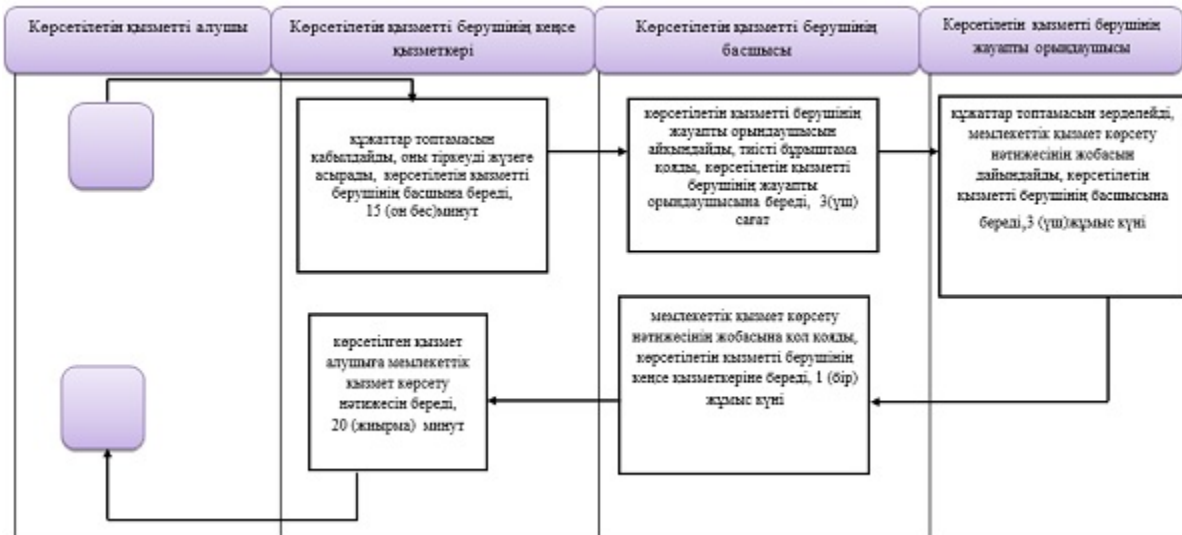 Көрсетілетін қызметті алушы
Көрсетілетін қызметті берушінің кеңсе
қызметкері
Көрсетілетін қызметті берушінің
басшысы
Көрсетілетін қызметті берушінің
жауапты орындаушысы
құжаттар топтамасын
қабылдайды, оны тіркеуді жүзеге
асырады, көрсетілетін қызметті
берушінің басшына береді,
15 (он бес)минут
көрсетілетін қызметті берушінің
жауапты орындаушысын
айқындайды, тиісті бұрыштама
қояды, көрсетілетін қызметті
берушінің жауапты
орындаушысына береді, 3(үш)
сағат
құжаттар топтамасын зерделейді,
мемлекеттік қызмет көрсету
нәтижесінің жобасын
дайындайды, көрсетілетін
қызметті берушінің басшысына
береді,3 (үш)жұмыс күні
көрсетілген қызмет
алушыға мемлекеттік
қызмет көрсету
нәтижесін береді,
20 (жиырма) минут
мемлекеттік қызмет көрсету
нәтижесінің жобасына қол қояды,
көрсетілетін қызметті берушінің
кеңсе қызметкеріне береді, 1 (бір)
жұмыс күні